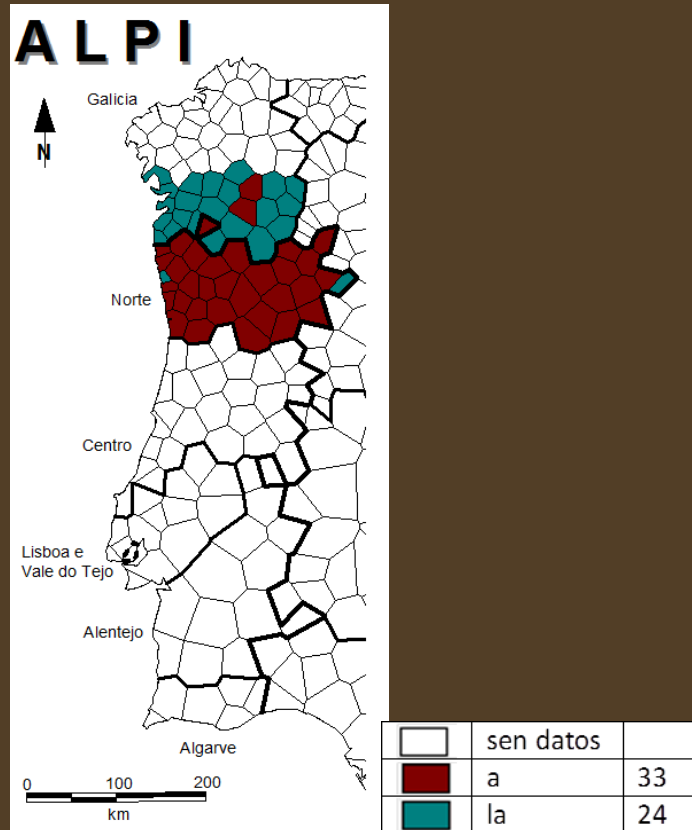 ALPI
Galicia
N
Norte
Centro
Lisboa e
Vale do Tejo
Alentejo
Algarve
0 100 200
km
sen datos
a 33
la 24